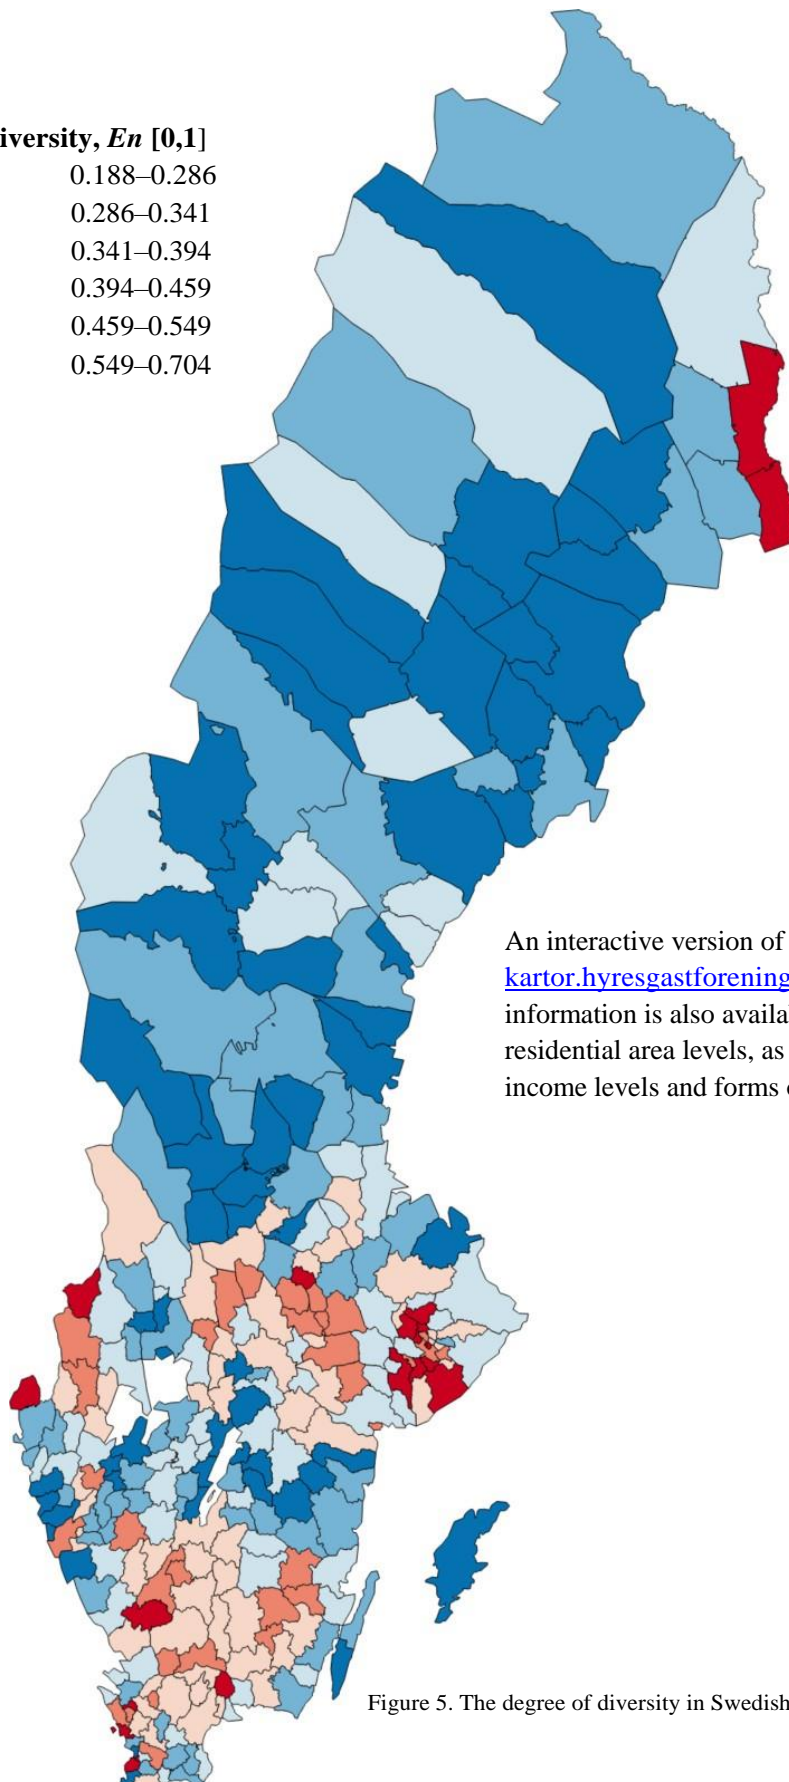 iversity, En [0,1]
0.188–0.286
0.286–0.341
0.341–0.394
0.394–0.459
0.459–0.549
0.549–0.704
An interactive version of
kartor.hyresgastforening
information is also availa
residential area levels, as
income levels and forms
Figure 5. The degree of diversity in Swedish